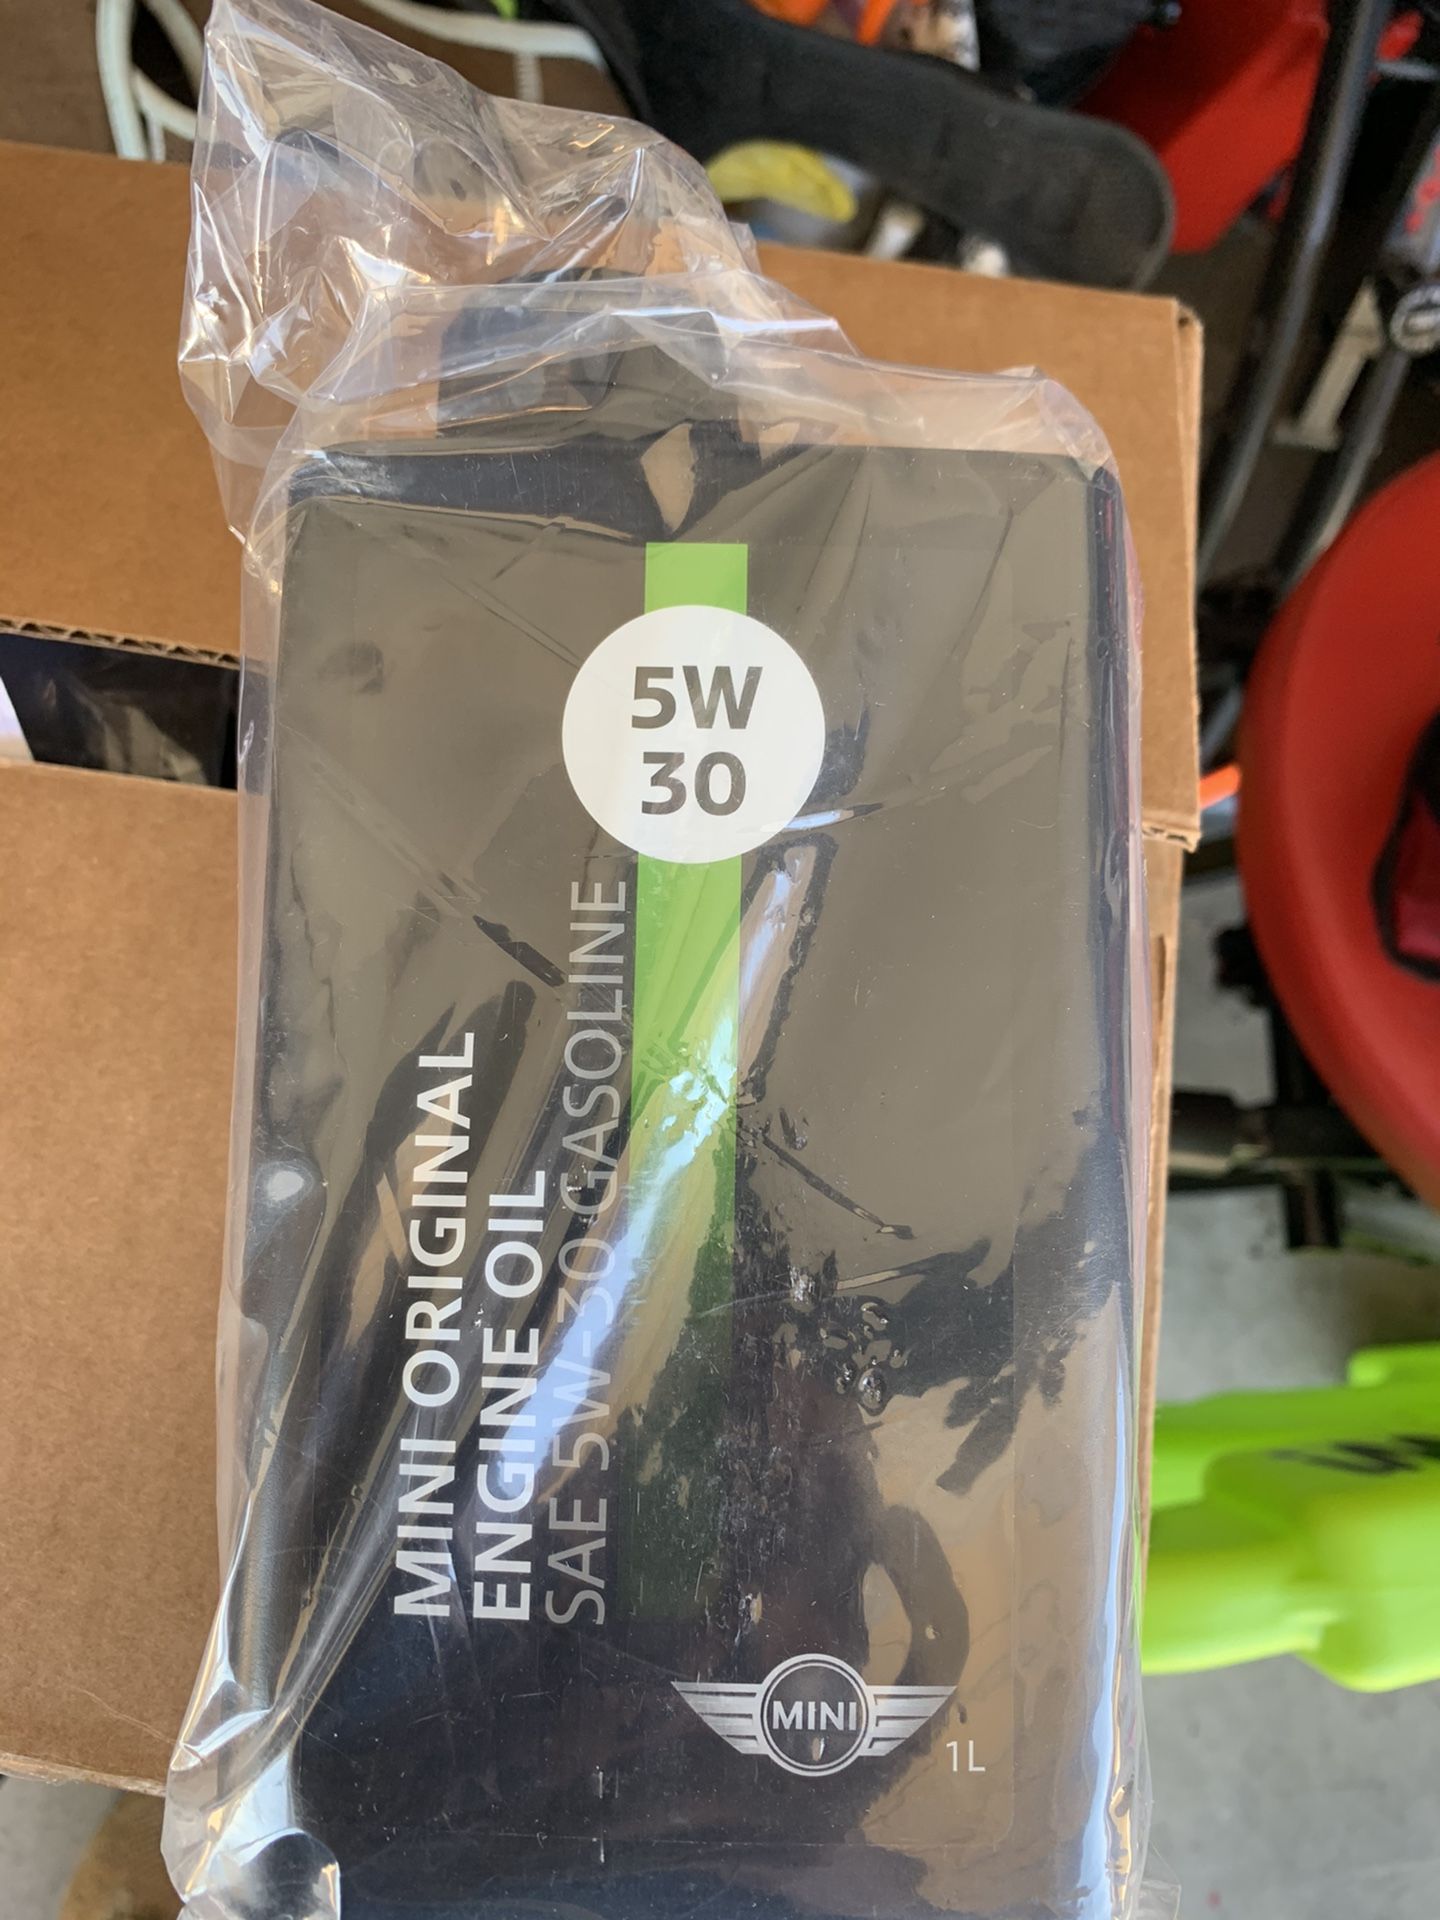 5W
30
MINI ORIGINAL
ENGINE OIL
SAE 5W-30 GASOLINE
MINI
1L